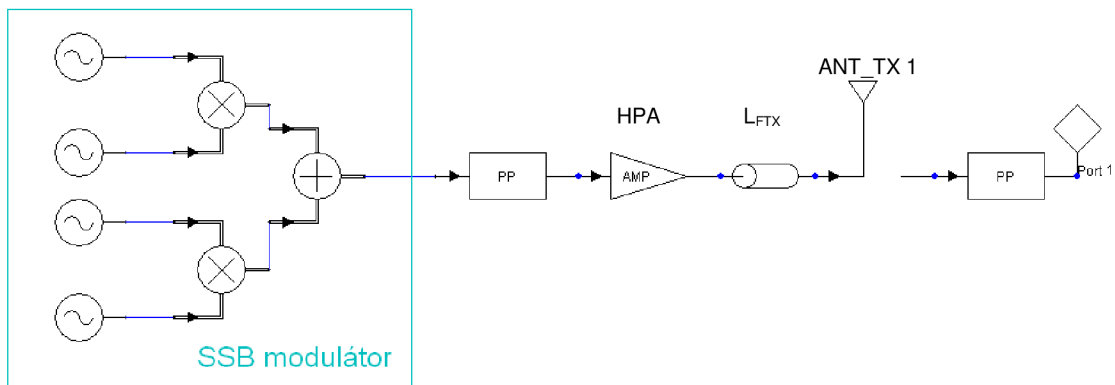 ANT_TX 1
HPA
LFTX
PP
AMP
PP
Port 1
SSB modulátor